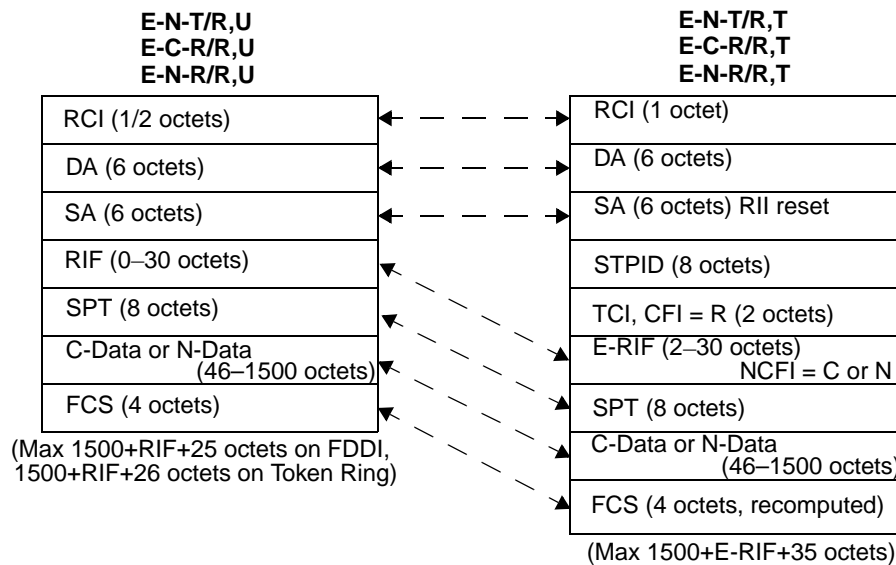 E-N-T/R,U
E-C-R/R,U
E-N-R/R,U
RCI (1/2 octets)
DA (6 octets)
SA (6 octets)
RIF (0–30 octets)
SPT (8 octets)
C-Data or N-Data
(46–1500 octets)
FCS (4 octets)
(Max 1500+RIF+25 octets on FDDI,
1500+RIF+26 octets on Token Ring)
E-N-T/R,T
E-C-R/R,T
E-N-R/R,T
RCI (1 octet)
DA (6 octets)
SA (6 octets) RII reset
STPID (8 octets)
TCI, CFI = R (2 octets)
E-RIF (2–30 octets)
NCFI = C or N
SPT (8 octets)
C-Data or N-Data
(46–1500 octets)
FCS (4 octets, recomputed)
(Max 1500+E-RIF+35 octets)